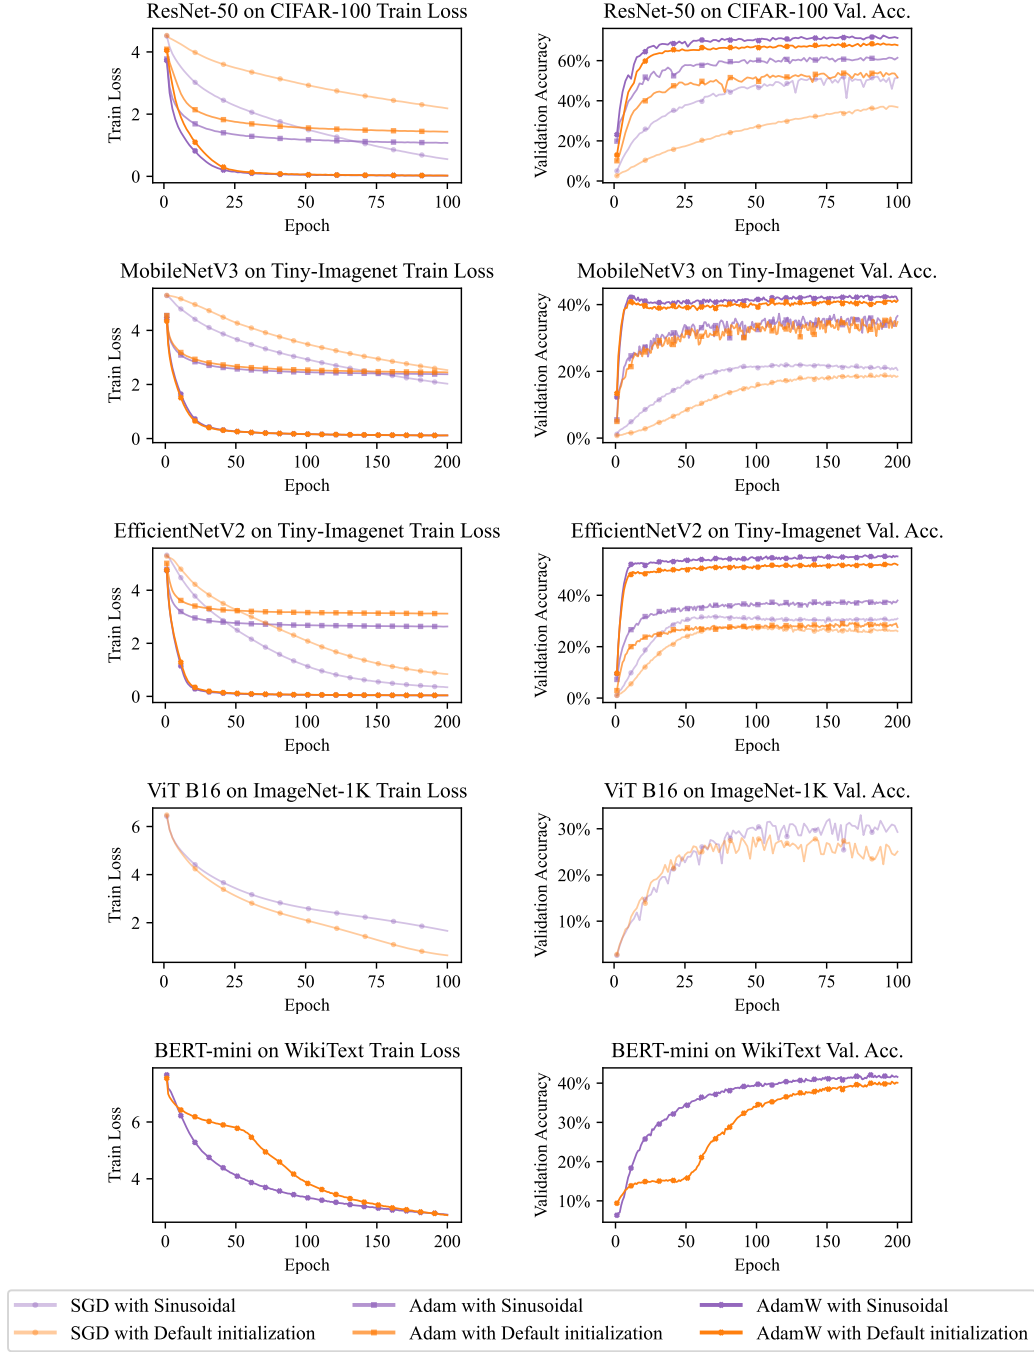 ResNet-50 on CIFAR-100 Train Loss
Train Loss
4
2
0
0 25 50 75 100
Epoch
ResNet-50 on CIFAR-100 Val. Acc.
Validation Accuracy
60%
40%
20%
0%
0 25 50 75 100
Epoch
MobileNetV3 on Tiny-Imagenet Train Loss
Train Loss
4
2
0
0 50 100 150 200
Epoch
MobileNetV3 on Tiny-Imagenet Val. Acc.
Validation Accuracy
40%
20%
0%
0 50 100 150 200
Epoch
EfficientNetV2 on Tiny-Imagenet Train Loss
Train Loss
4
2
0
0 50 100 150 200
Epoch
EfficientNetV2 on Tiny-Imagenet Val. Acc.
Validation Accuracy
40%
20%
0%
0 50 100 150 200
Epoch
ViT B16 on ImageNet-1K Train Loss
Train Loss
6
4
2
0 25 50 75 100
Epoch
ViT B16 on ImageNet-1K Val. Acc.
Validation Accuracy
30%
20%
10%
0 25 50 75 100
Epoch
BERT-mini on WikiText Train Loss
Train Loss
6
4
0 50 100 150 200
Epoch
BERT-mini on WikiText Val. Acc.
Validation Accuracy
40%
30%
20%
10%
0 50 100 150 200
Epoch
SGD with Sinusoidal
SGD with Default initialization
Adam with Sinusoidal
Adam with Default initialization
AdamW with Sinusoidal
AdamW with Default initialization